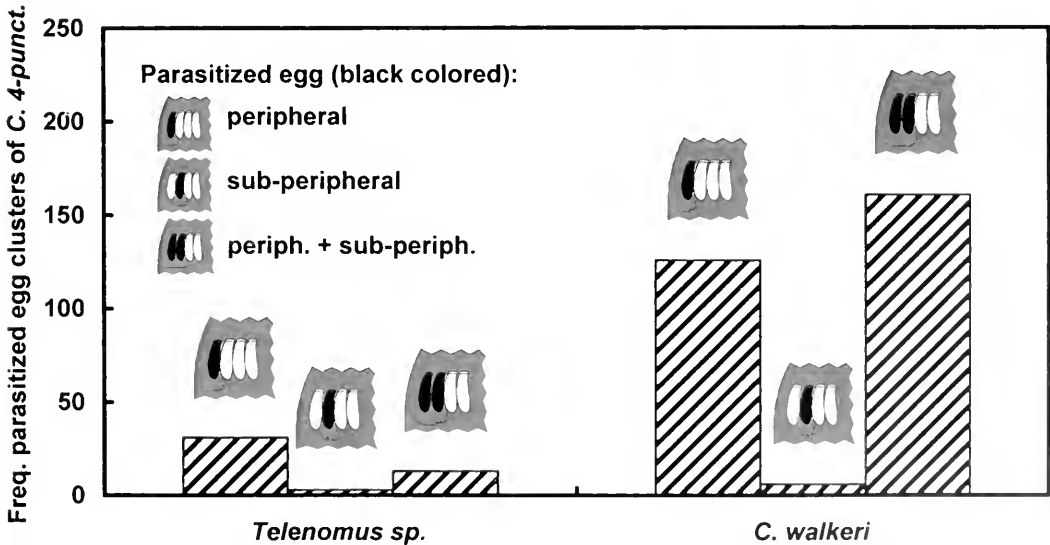 Freq. parasitized egg clusters of C. 4-punct.
250
200
150
100
50
0
Parasitized egg (black colored):
peripheral
sub-peripheral
periph. + sub-periph.
Telenomus sp.
C. walkeri